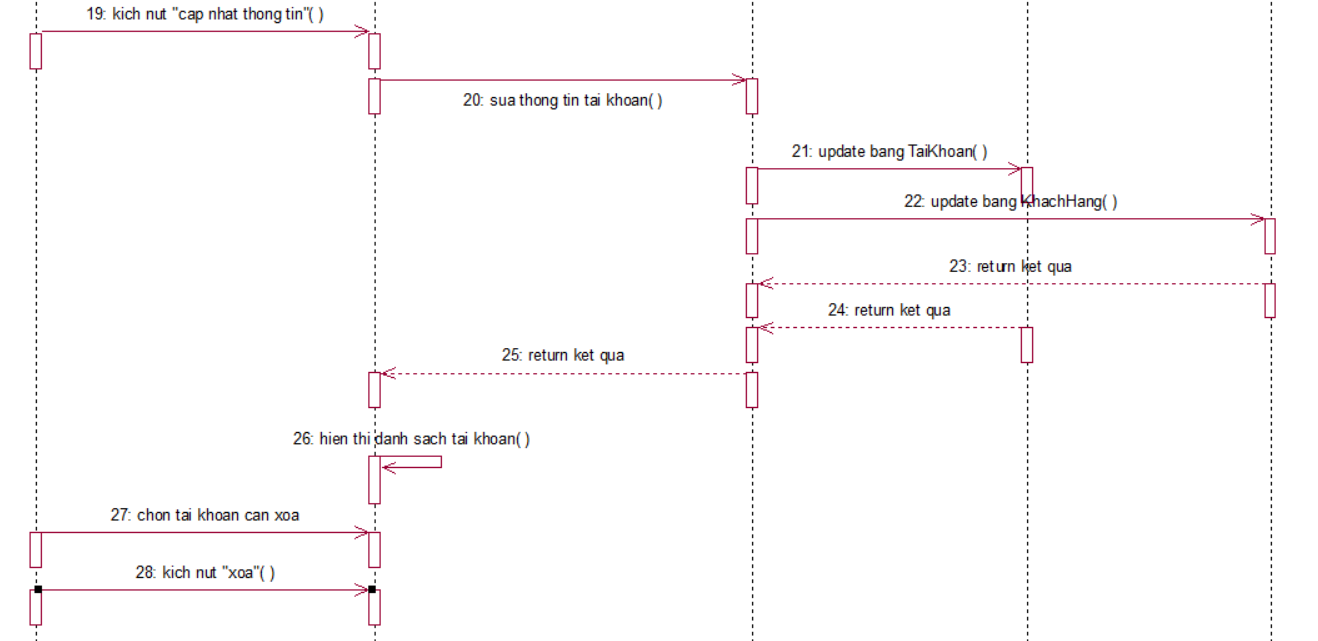 19: kich nut "cap nhat thong tin"( )
20: sua thong tin tai khoan( )
21: update bang TaiKhoan( )
22: update bang KhachHang( )
23: return ket qua
24: return ket qua
25: return ket qua
26: hien thi danh sach tai khoan( )
27: chon tai khoan can xoa
28: kich nut "xoa"( )